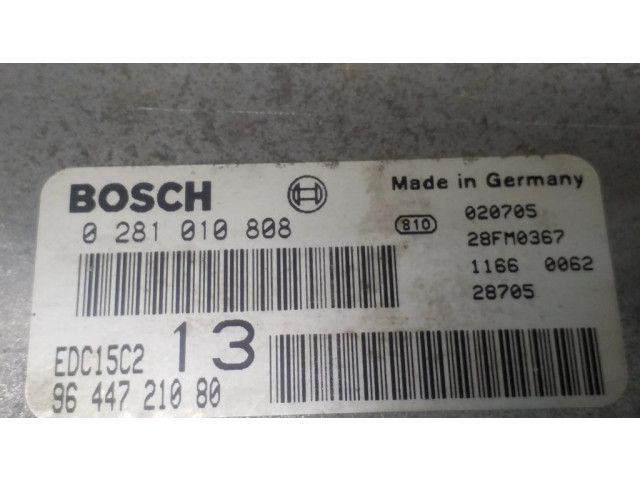 BOSCH
Made in Germany
0 281 010 808
810
020705
28FM0367
1166 0062
28705
EDC15C2 13
96 447 210 80